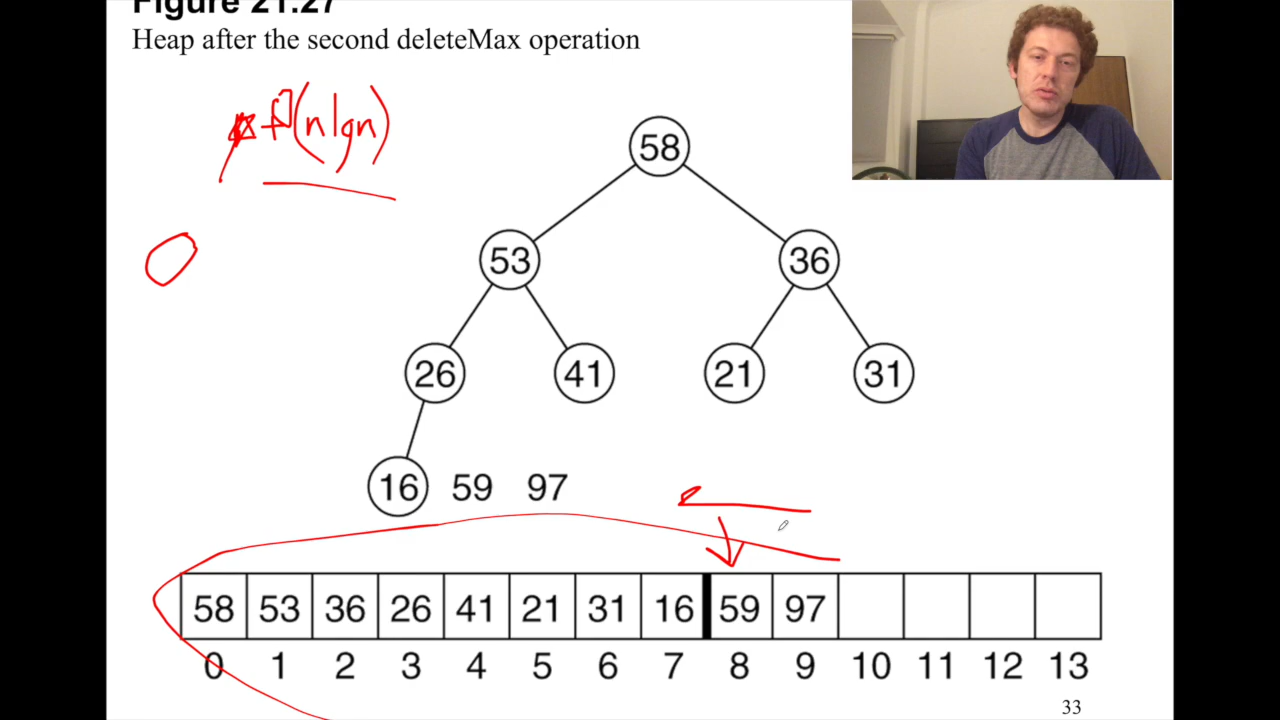 Figure 21.27
Heap after the second deleteMax operation
(n lgn)
58
53 36
26 41 21 31
16 59 97
58 53 36 26 41 21 31 16 59 97
0 1 2 3 4 5 6 7 8 9 10 11 12 13
33